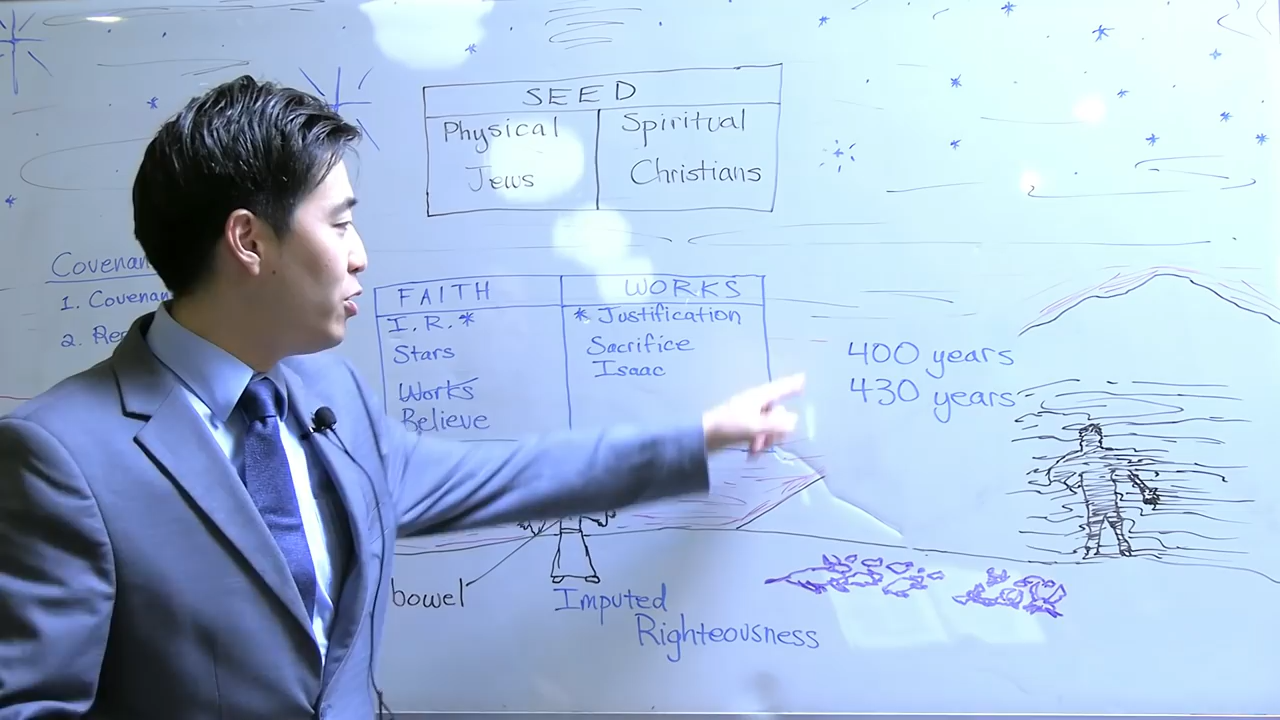 SEED
Physical Spiritual
Jews Christians
Covenan
1. Covenan
2. Re
FAITH WORKS
I. R. * * Justification
Stars Sacrifice
Works Isaac
Believe
400 years
430 years
bowel
Imputed
Righteousness